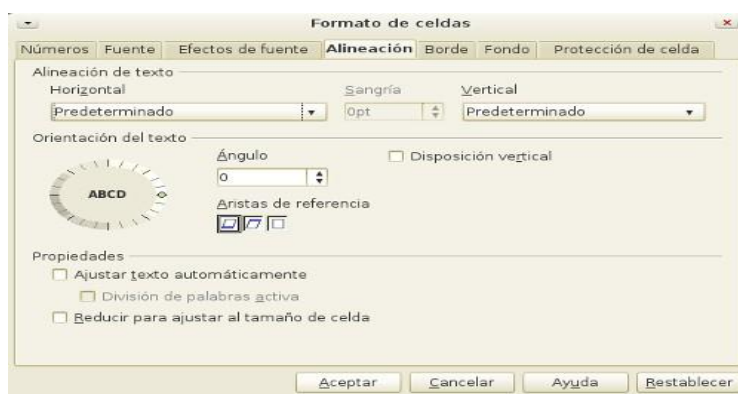 Formato de celdas
Números Fuente Efectos de fuente Alineación Borde Fondo Protección de celda
Alineación de texto
Horizontal Sangría Vertical
Predeterminado 0pt Predeterminado
Orientación del texto
Ángulo Disposición vertical
0
ABCD
Aristas de referencia
Propiedades
Ajustar texto automáticamente
División de palabras activa
Reducir para ajustar al tamaño de celda
Aceptar Cancelar Ayuda Restablecer